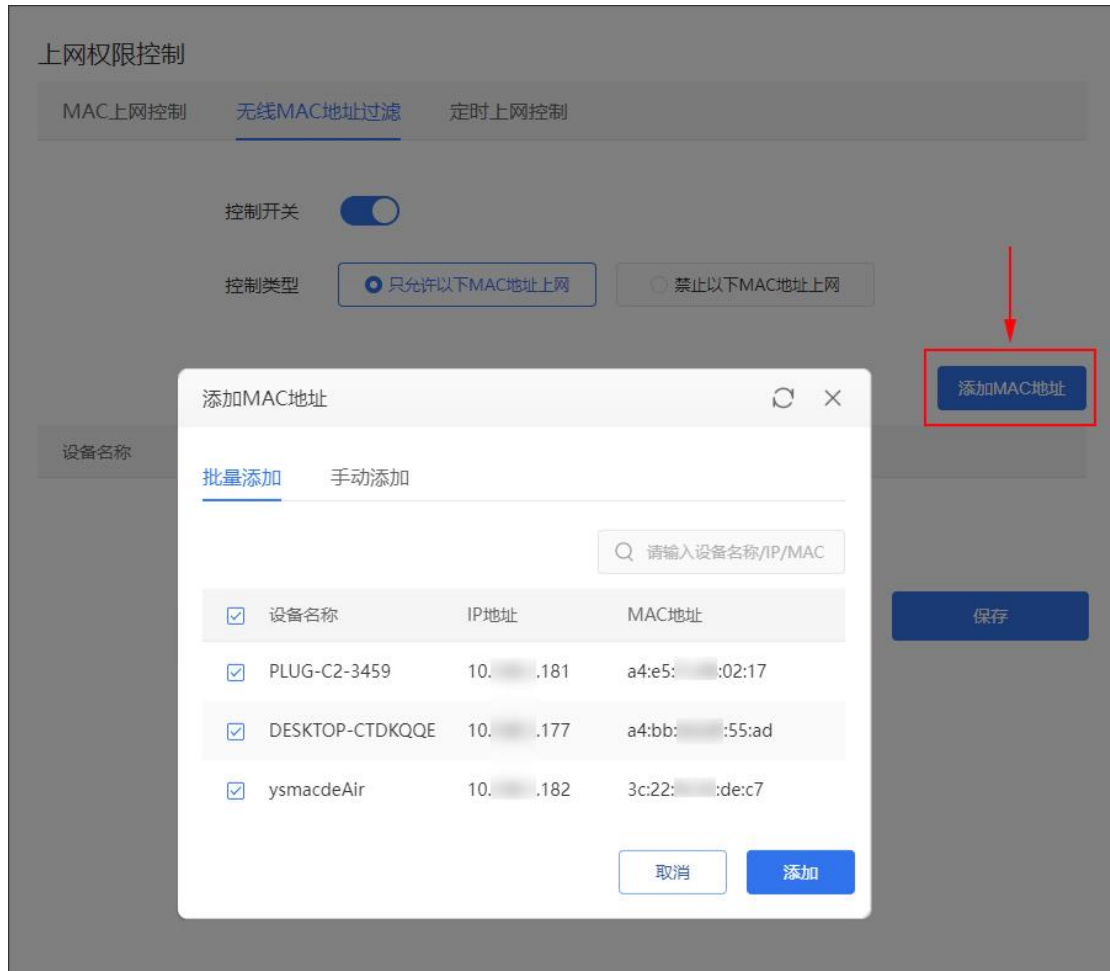 上网权限控制
MAC上网控制 无线MAC地址过滤 定时上网控制
控制开关
控制类型 只允许以下MAC地址上网 禁止以下MAC地址上网
添加MAC地址
添加MAC地址
设备名称
批量添加 手动添加
请输入设备名称/IP/MAC
设备名称 IP地址 MAC地址
保存
PLUG-C2-3459 10. .181 a4:e5: :02:17
DESKTOP-CTDKQQE 10. .177 a4:bb: :55:ad
ysmacdeAir 10. .182 3c:22: :de:c7
取消 添加